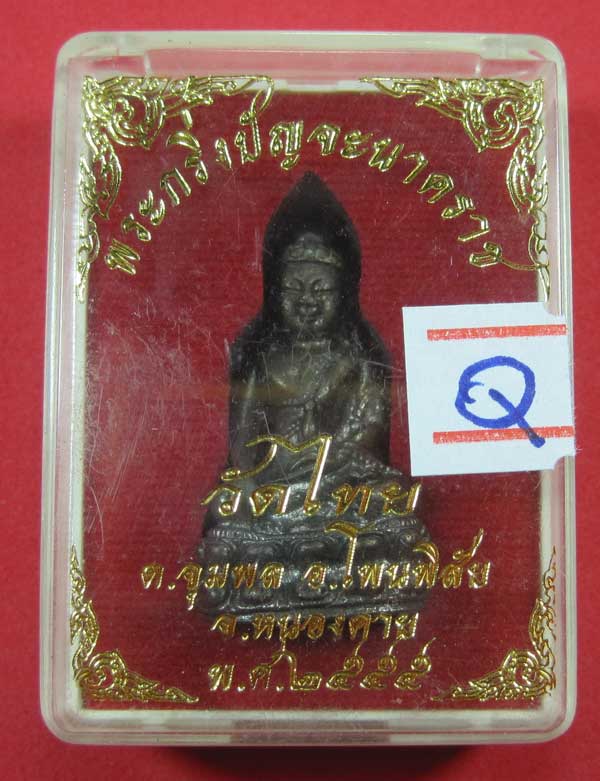 พระกริ่งปัญจะนาคราช
Q
วัดไทย
ต.จุมพล อ.โพนพิสัย
จ.หนองคาย
พ.ศ.๒๕๕๕